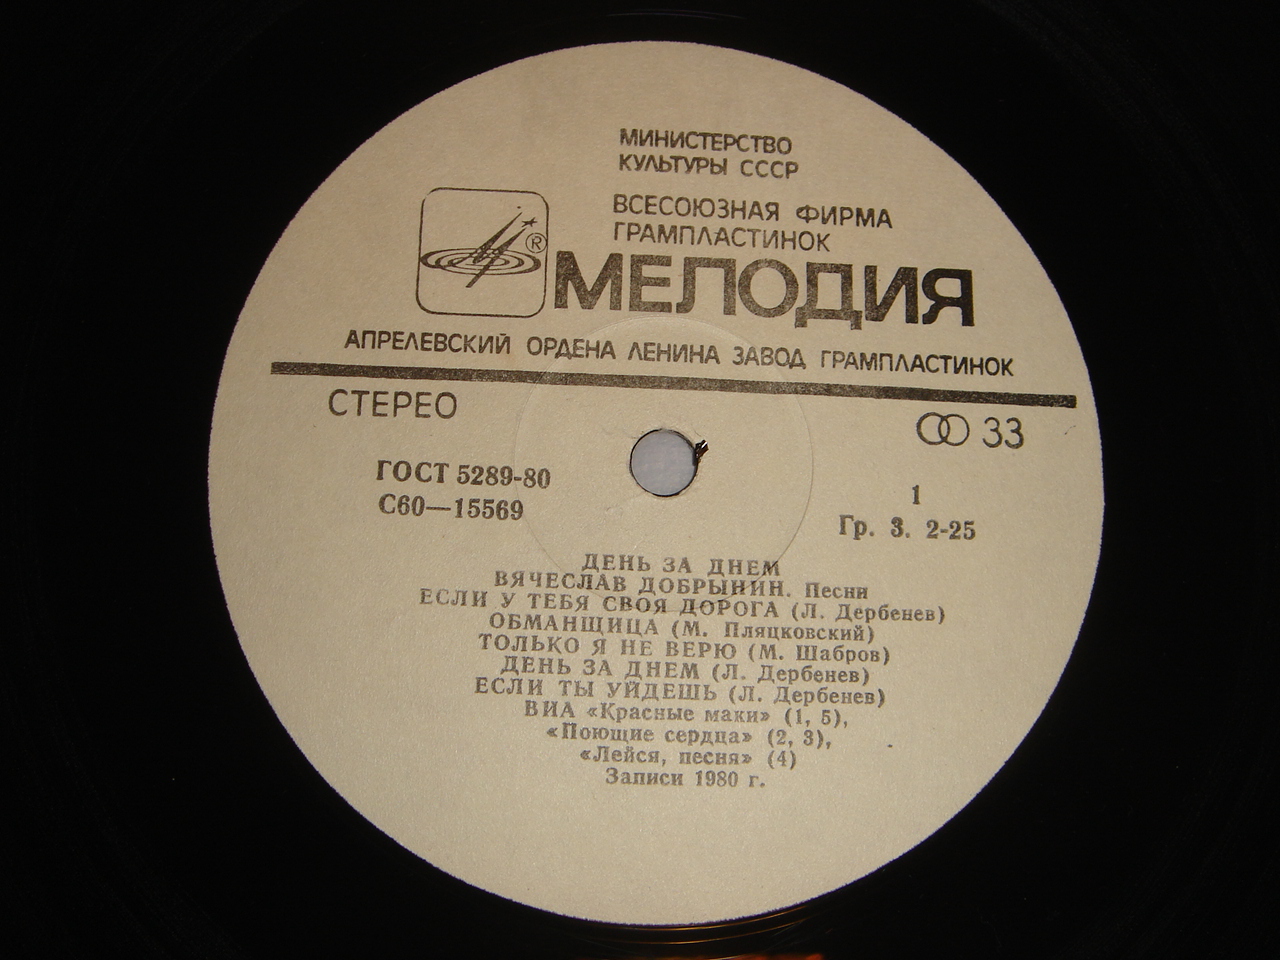 МИНИСТЕРСТВО
КУЛЬТУРЫ СССР
ВСЕСОЮЗНАЯ ФИРМА
ГРАМПЛАСТИНОК
®
МЕЛОДИЯ
АПРЕЛЕВСКИЙ ОРДЕНА ЛЕНИНА ЗАВОД ГРАМПЛАСТИНОК
СТЕРЕО
33
ГОСТ 5289-80
С60—15569
1
Гр. 3. 2-25
ДЕНЬ ЗА ДНЕМ
ВЯЧЕСЛАВ ДОБРЫНИН. Песни
ЕСЛИ У ТЕБЯ СВОЯ ДОРОГА (Л. Дербенев)
ОБМАНЩИЦА (М. Пляцковский)
ТОЛЬКО Я НЕ ВЕРЮ (М. Шабров)
ДЕНЬ ЗА ДНЕМ (Л. Дербенев)
ЕСЛИ ТЫ УЙДЕШЬ (Л. Дербенев)
ВИА «Красные маки» (1, 5),
«Поющие сердца» (2, 3),
«Лейся, песня» (4)
Записи 1980 г.